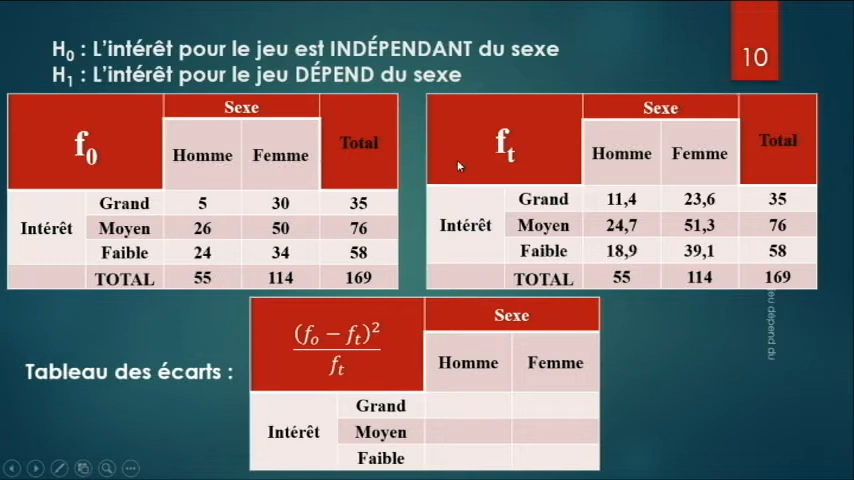 H0 : L'intérêt pour le jeu est INDÉPENDANT du sexe
H1 : L'intérêt pour le jeu DÉPEND du sexe
10
f0
Sexe
Total
Homme Femme
Intérêt
Grand 5 30 35
Moyen 26 50 76
Faible 24 34 58
TOTAL 55 114 169
ft
Sexe
Total
Homme Femme
Intérêt
Grand 11,4 23,6 35
Moyen 24,7 51,3 76
Faible 18,9 39,1 58
TOTAL 55 114 169
jeu dépend du
Tableau des écarts :
(fo − ft)²
ft
Sexe
Homme Femme
Intérêt
Grand
Moyen
Faible